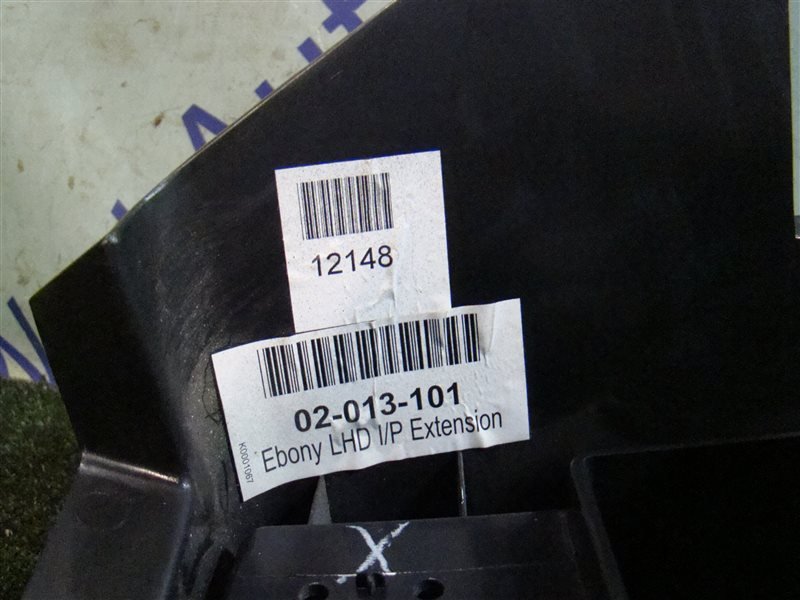 12148
02-013-101
Ebony LHD I/P Extension
K0001067
X